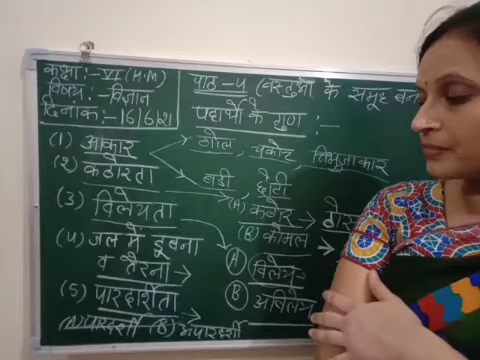 कक्षा:- VI (H.M)
विषय:- विज्ञान
दिनांक:- 16/6/21
पाठ - 4 (वस्तुओं के समूह बन
पदार्थों के गुण :-
(1) आकार → गोल, चकोर, त्रिभुजाकार
→ बड़ी, छोटी
(2) कठोरता → (A) कठोर →
(B) कोमल →
(3) विलेयता → (A) विलेय
(B) अविलेय
(4) जल में डूबना
व तैरना →
(5) पारदर्शिता →
(A) पारदर्शी (B) अपारदर्शी